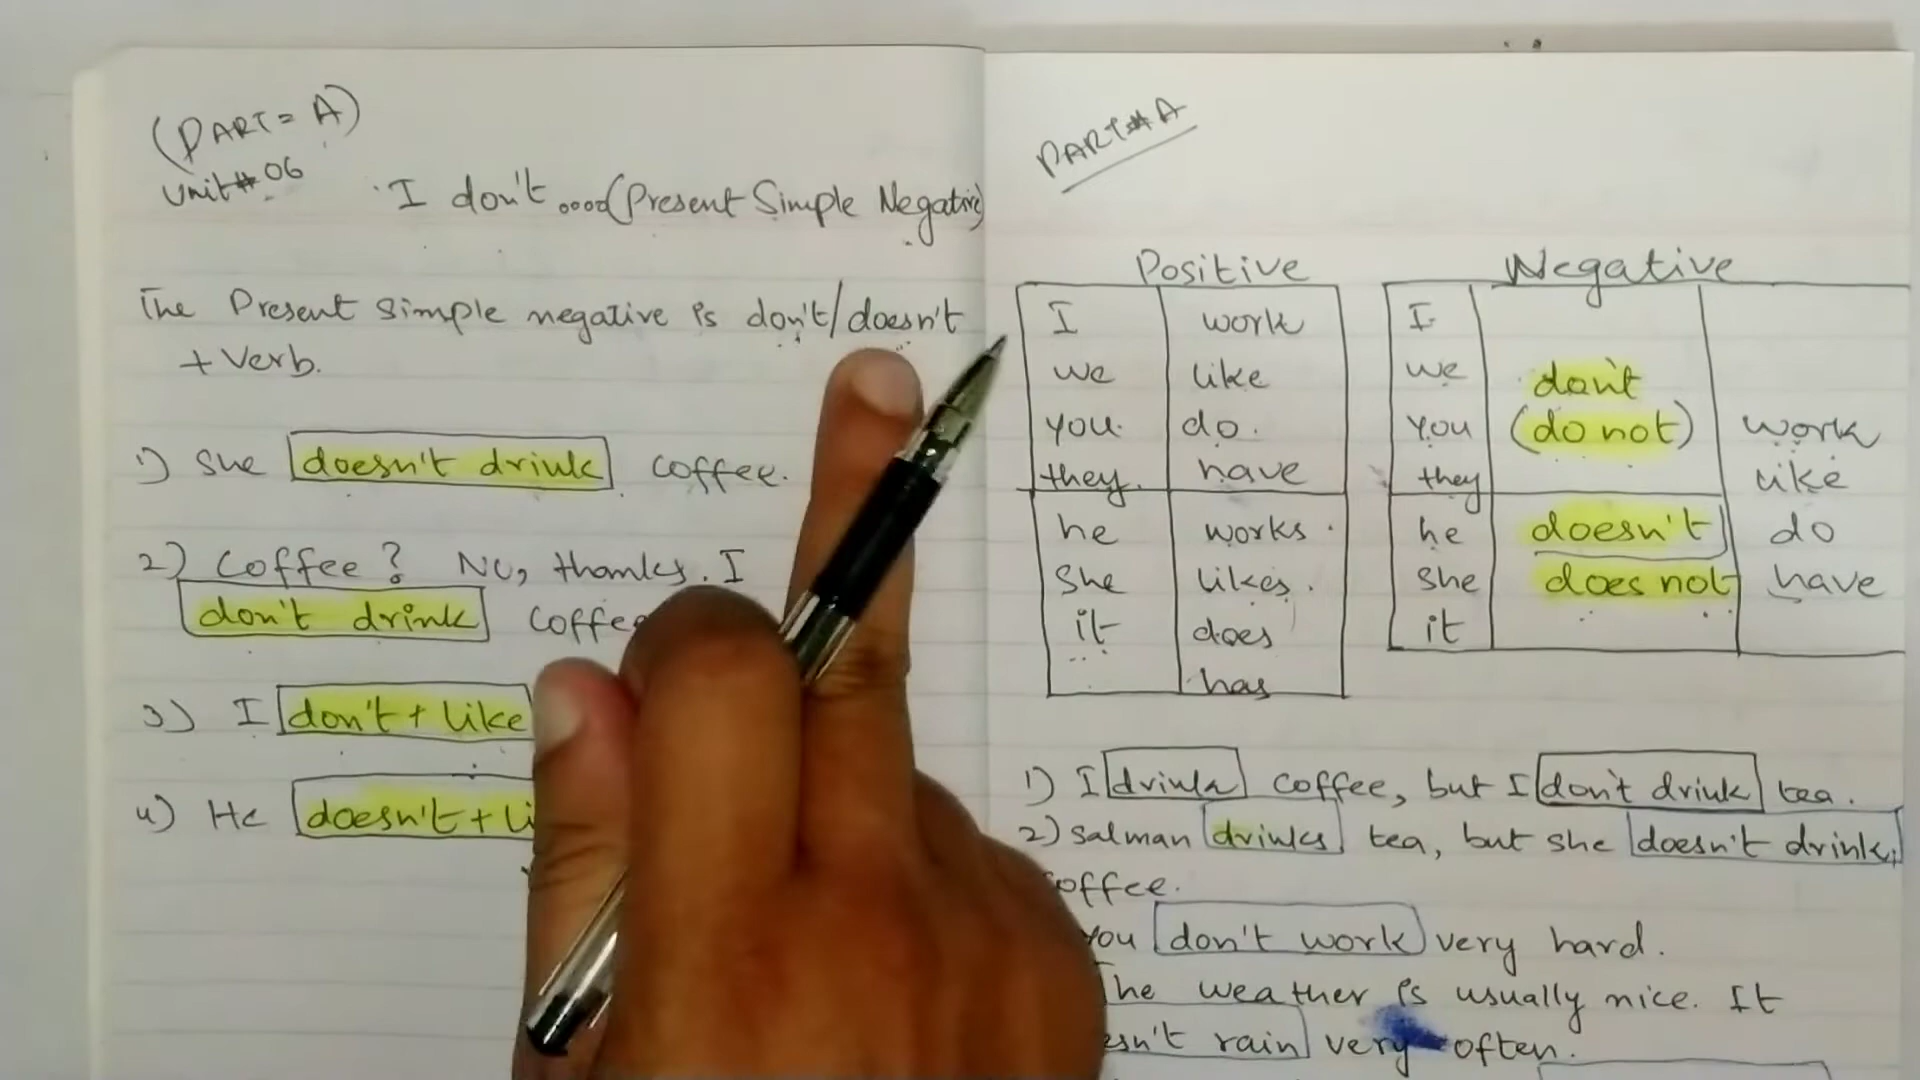 (PART= A)
Unit# 06
I don't ....(Present Simple Negative)
The Present Simple negative is don't/doesn't
+ Verb.
1) She doesn't drink coffee.
2) Coffee? No, thanks. I
don't drink coffee
3) I don't + like
4) He doesn't + li
PART# A
Positive
I work
we like
you do.
they. have
he works
She likes.
it does
has
Negative
I
we don't
you (do not) work
they like
he doesn't do
she does not have
it
1) I drink coffee, but I don't drink tea.
2) Salman drinks tea, but she doesn't drink
coffee.
You don't work very hard.
The weather is usually nice. It
esn't rain very often.